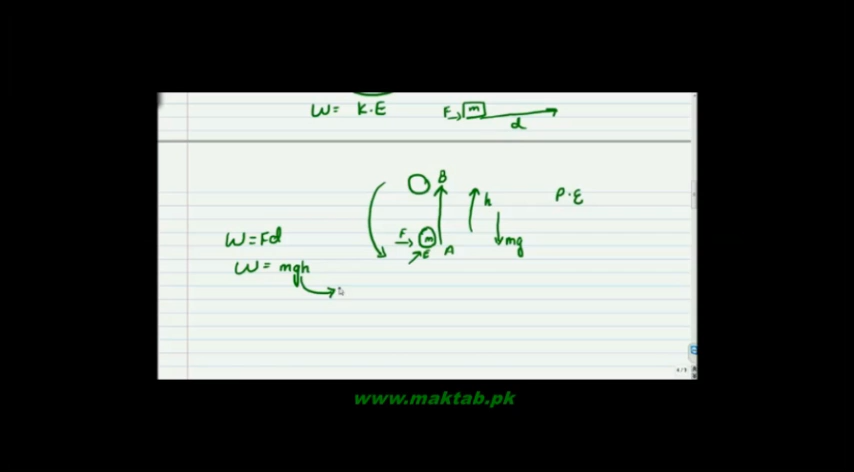 W = K.E F m
d
B
h P.E
F m
W = Fd E A mg
W = mgh
www.maktab.pk